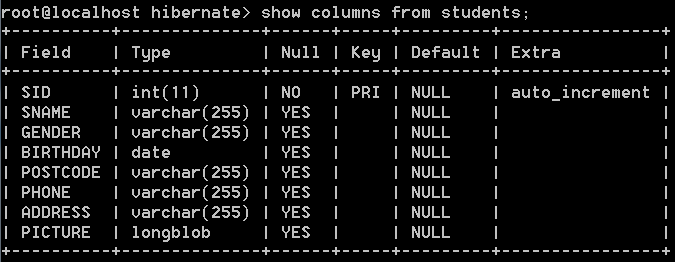 root@localhost hibernate> show columns from students;
+----------+--------------+------+-----+---------+----------------+
| Field    | Type         | Null | Key | Default | Extra          |
+----------+--------------+------+-----+---------+----------------+
| SID      | int(11)      | NO   | PRI | NULL    | auto_increment |
| SNAME    | varchar(255) | YES  |     | NULL    |                |
| GENDER   | varchar(255) | YES  |     | NULL    |                |
| BIRTHDAY | date         | YES  |     | NULL    |                |
| POSTCODE | varchar(255) | YES  |     | NULL    |                |
| PHONE    | varchar(255) | YES  |     | NULL    |                |
| ADDRESS  | varchar(255) | YES  |     | NULL    |                |
| PICTURE  | longblob     | YES  |     | NULL    |                |
+----------+--------------+------+-----+---------+----------------+